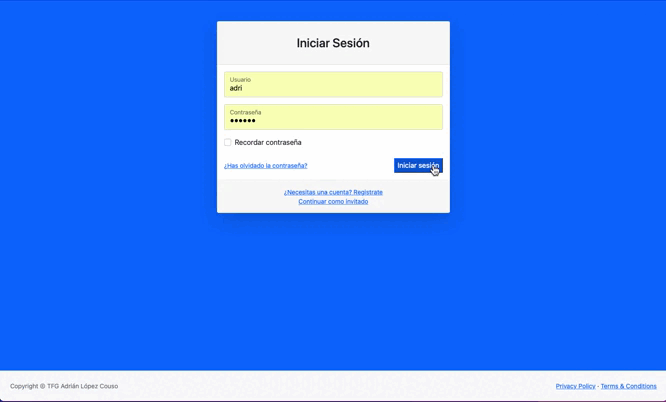 Iniciar Sesión
Usuario
adri
Contraseña
••••••
Recordar contraseña
¿Has olvidado la contraseña?
Iniciar sesión
¿Necesitas una cuenta? Registrate
Continuar como invitado
Copyright © TFG Adrián López Couso
Privacy Policy · Terms & Conditions